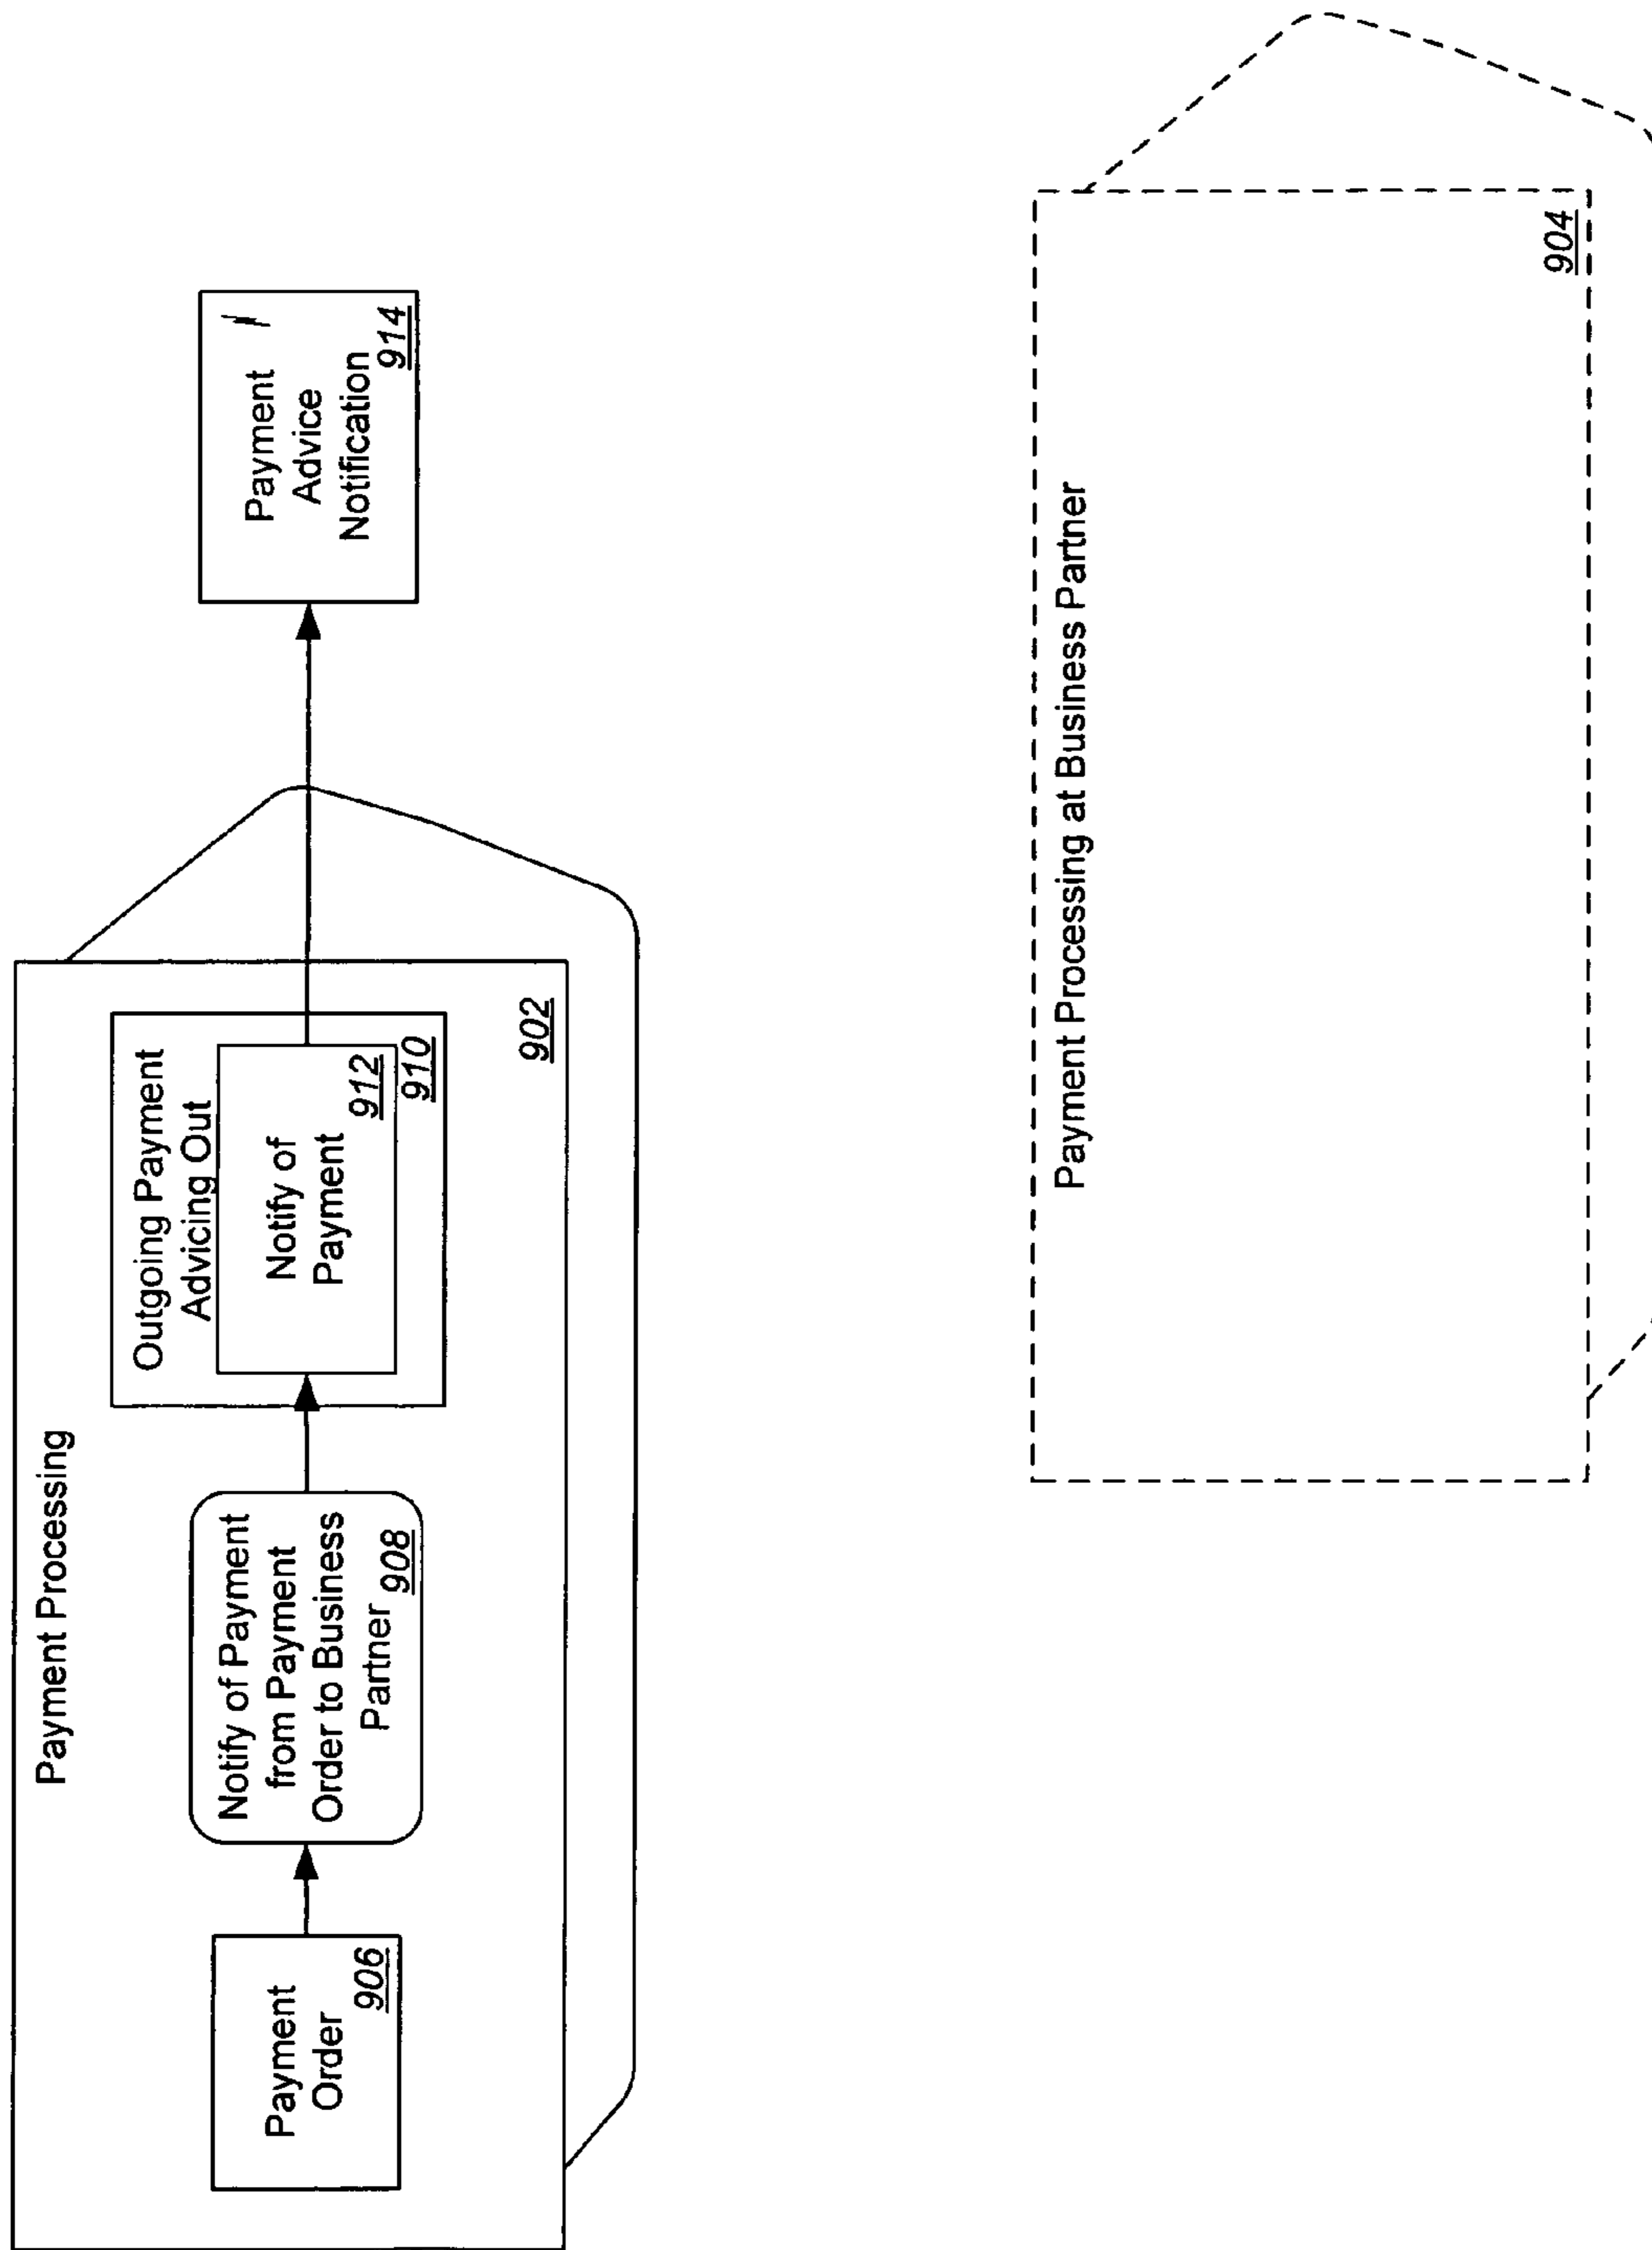 Payment Processing
Payment
Order
906
Notify of Payment
from Payment
Order to Business
Partner 908
Outgoing Payment
Advicing Out
Notify of
Payment
912
910
902
Payment
Advice
Notification
914
Payment Processing at Business Partner
904